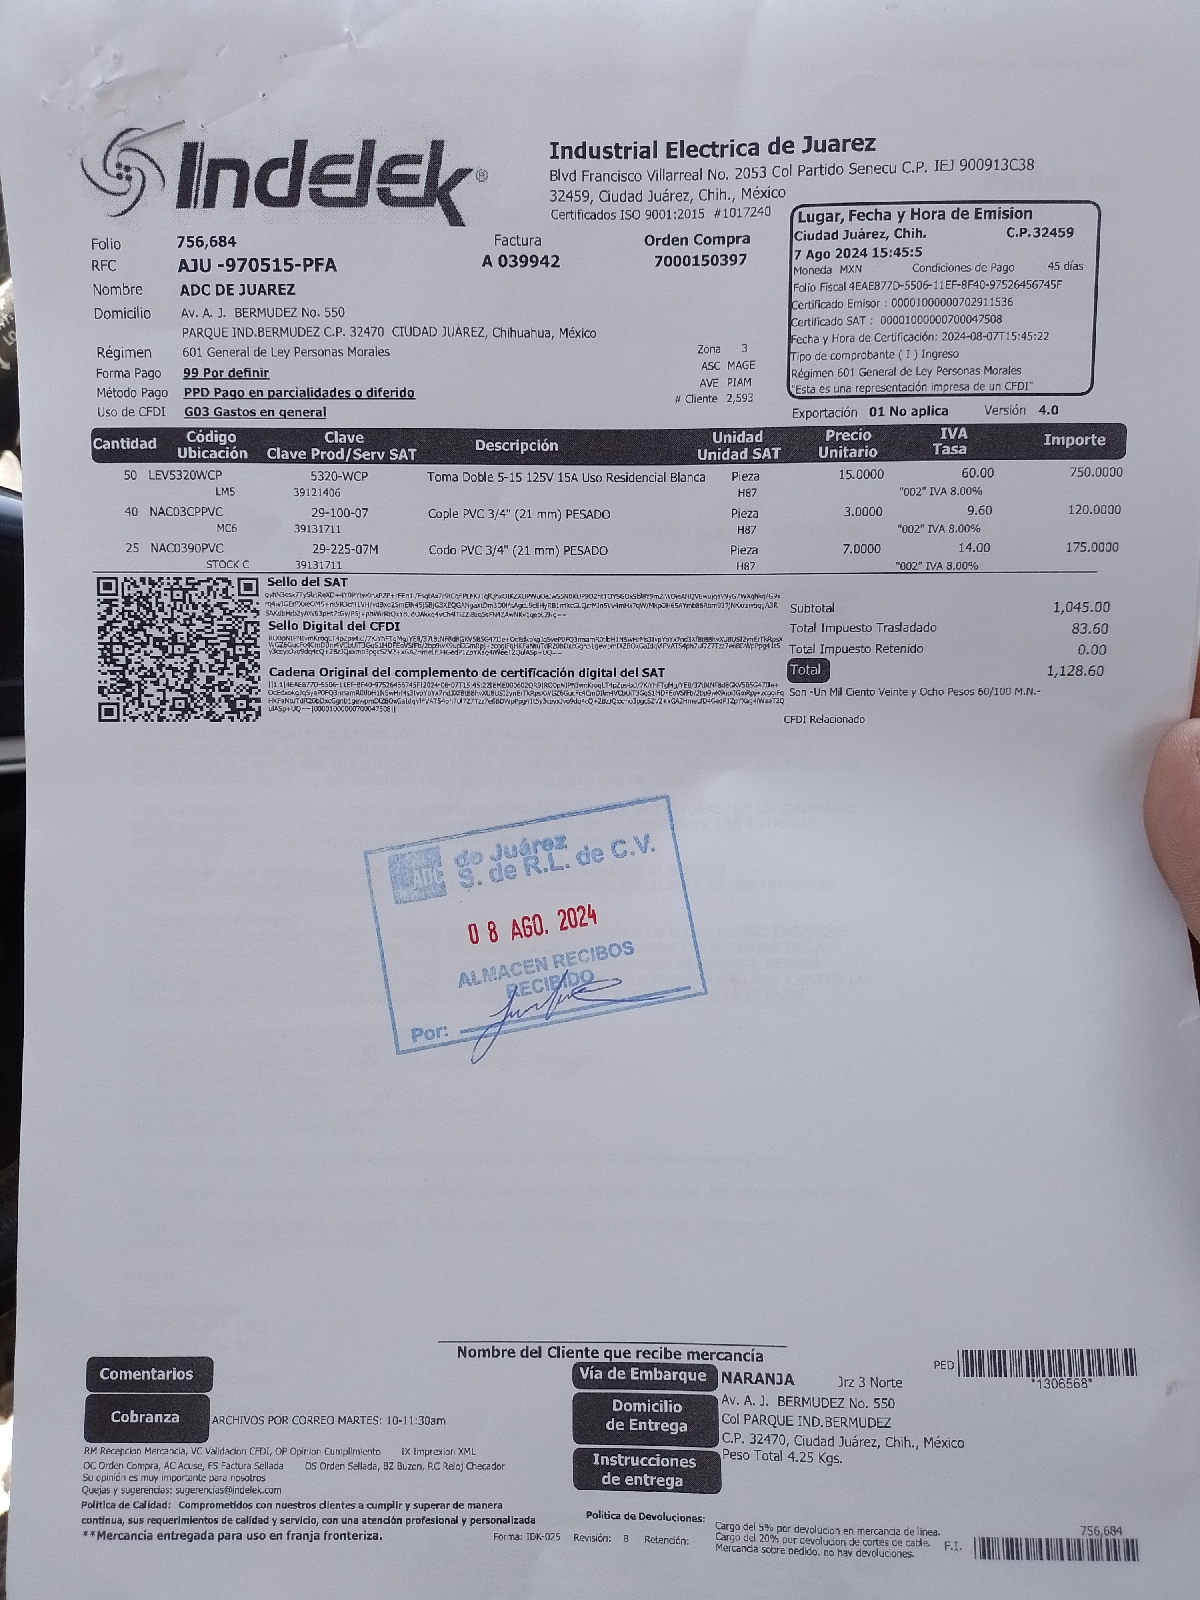 Indelek®
Industrial Electrica de Juarez
Blvd Francisco Villarreal No. 2053 Col Partido Senecu C.P. IEJ 900913C38
32459, Ciudad Juárez, Chih., México
Certificados ISO 9001:2015 #1017240
Lugar, Fecha y Hora de Emision
Ciudad Juárez, Chih. C.P.32459
7 Ago 2024 15:45:5
Moneda MXN Condiciones de Pago 45 días
Folio Fiscal 4EAE877D-5506-11EF-8F40-97526456745F
Certificado Emisor : 00001000000702911536
Certificado SAT : 00001000000700047508
Fecha y Hora de Certificación: 2024-08-07T15:45:22
Tipo de comprobante ( I ) Ingreso
Régimen 601 General de Ley Personas Morales
"Esta es una representación impresa de un CFDI"
Folio 756,684 Factura Orden Compra
RFC AJU -970515-PFA A 039942 7000150397
Nombre ADC DE JUAREZ
Domicilio Av. A. J. BERMUDEZ No. 550
PARQUE IND.BERMUDEZ C.P. 32470 CIUDAD JUÁREZ, Chihuahua, México
Régimen 601 General de Ley Personas Morales
Forma Pago 99 Por definir
Método Pago PPD Pago en parcialidades o diferido
Uso de CFDI G03 Gastos en general
Zona 3
ASC MAGE
AVE PIAM
# Cliente 2,593
Exportación 01 No aplica Versión 4.0
Cantidad Código Ubicación Clave Clave Prod/Serv SAT Descripción Unidad Unidad SAT Precio Unitario IVA Tasa Importe
50 LEV5320WCP 5320-WCP Toma Doble 5-15 125V 15A Uso Residencial Blanca Pieza 15.0000 60.00 750.0000
LM5 39121406 H87 "002" IVA 8.00%
40 NAC03CPPVC 29-100-07 Cople PVC 3/4" (21 mm) PESADO Pieza 3.0000 9.60 120.0000
MC6 39131711 H87 "002" IVA 8.00%
25 NAC0390PVC 29-225-07M Codo PVC 3/4" (21 mm) PESADO Pieza 7.0000 14.00 175.0000
STOCK C 39131711 H87 "002" IVA 8.00%
Sello del SAT
Sello Digital del CFDI
Cadena Original del complemento de certificación digital del SAT
Subtotal 1,045.00
Total Impuesto Trasladado 83.60
Total Impuesto Retenido 0.00
Total 1,128.60
Son -Un Mil Ciento Veinte y Ocho Pesos 60/100 M.N.-
CFDI Relacionado
ADC de Juárez
S. de R.L. de C.V.
08 AGO. 2024
ALMACEN RECIBOS
RECIBIDO
Por:
Nombre del Cliente que recibe mercancía
Comentarios
Cobranza ARCHIVOS POR CORREO MARTES: 10-11:30am
RM Recepcion Mercancia, VC Validacion CFDI, OP Opinion Cumplimiento IX Impresion XML
OC Orden Compra, AC Acuse, FS Factura Sellada OS Orden Sellada, BZ Buzon, RC Reloj Checador
Su opinión es muy importante para nosotros
Quejas y sugerencias: sugerencias@indelek.com
Politica de Calidad: Comprometidos con nuestros clientes a cumplir y superar de manera
continua, sus requerimientos de calidad y servicio, con una atención profesional y personalizada
**Mercancía entregada para uso en franja fronteriza.
Vía de Embarque NARANJA Jrz 3 Norte
Domicilio de Entrega
Av. A. J. BERMUDEZ No. 550
Col PARQUE IND.BERMUDEZ
C.P. 32470, Ciudad Juárez, Chih., México
Instrucciones de entrega
Peso Total 4.25 Kgs.
PED *1306568*
Politica de Devoluciones:
Forma: IDK-025 Revisión: B Retención:
Cargo del 5% por devolucion en mercancia de linea.
Cargo del 20% por devolucion de cortes de cable.
Mercancia sobre pedido, no hay devoluciones.
F.I. 756,684